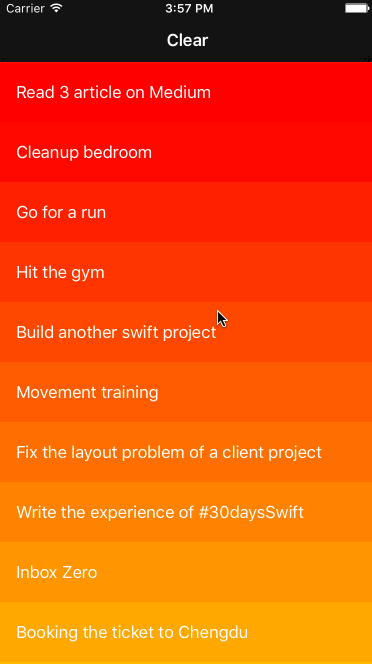 Carrier 3:57 PM
Clear
Read 3 article on Medium
Cleanup bedroom
Go for a run
Hit the gym
Build another swift project
Movement training
Fix the layout problem of a client project
Write the experience of #30daysSwift
Inbox Zero
Booking the ticket to Chengdu